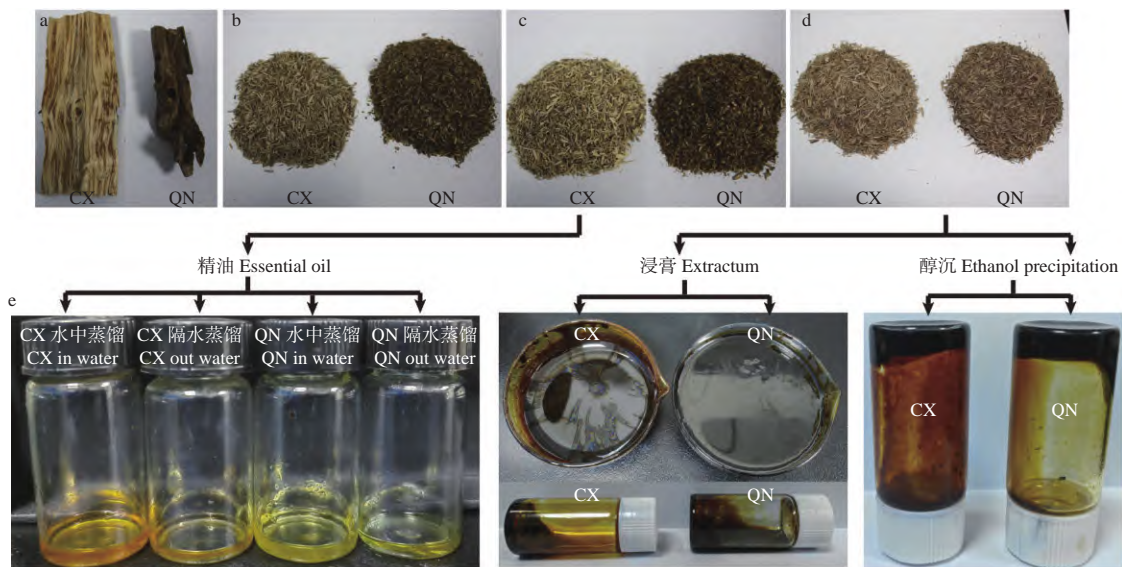 a
b
c
d
CX
QN
CX
QN
CX
QN
CX
QN
精油 Essential oil
浸膏 Extractum
醇沉 Ethanol precipitation
e
CX 水中蒸馏
CX in water
CX 隔水蒸馏
CX out water
QN 水中蒸馏
QN in water
QN 隔水蒸馏
QN out water
CX
QN
CX
QN
CX
QN